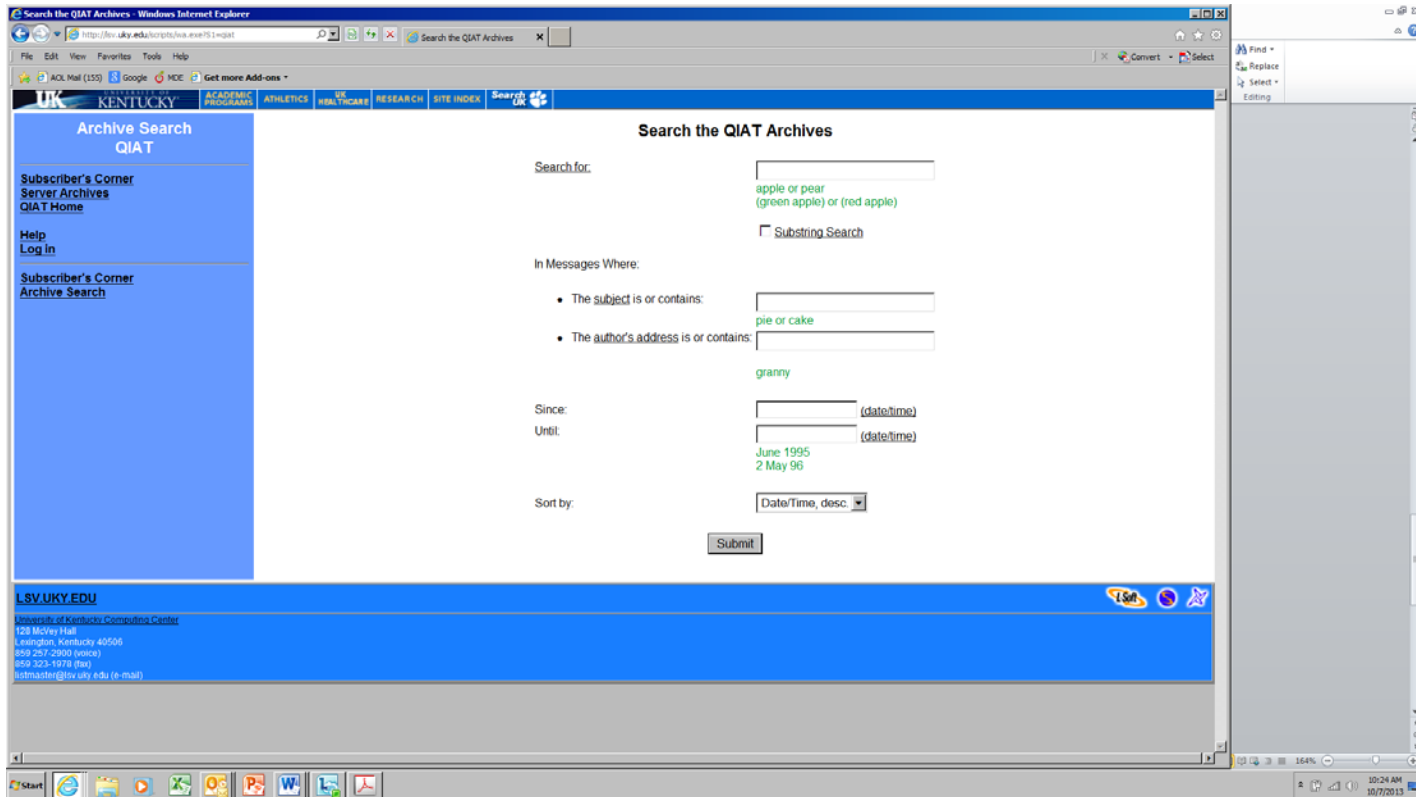 Search the QIAT Archives - Windows Internet Explorer
http://lsv.uky.edu/scripts/wa.exe?S1=qiat
Search the QIAT Archives
File Edit View Favorites Tools Help
Convert
Select
AOL Mail (155) Google MDE Get more Add-ons
Find
Replace
Select
Editing
UK UNIVERSITY OF KENTUCKY
ACADEMIC PROGRAMS
ATHLETICS
UK HEALTHCARE
RESEARCH
SITE INDEX
Search UK
Archive Search
QIAT
Subscriber's Corner
Server Archives
QIAT Home
Help
Log in
Subscriber's Corner
Archive Search
Search the QIAT Archives
Search for:
apple or pear
(green apple) or (red apple)
Substring Search
In Messages Where:
• The subject is or contains:
pie or cake
• The author's address is or contains:
granny
Since: (date/time)
Until: (date/time)
June 1995
2 May 96
Sort by: Date/Time, desc.
Submit
LSV.UKY.EDU
University of Kentucky Computing Center
128 McVey Hall
Lexington, Kentucky 40506
859 257-2900 (voice)
859 323-1978 (fax)
listmaster@lsv.uky.edu (e-mail)
L-Soft
164%
Start
10:24 AM
10/7/2013